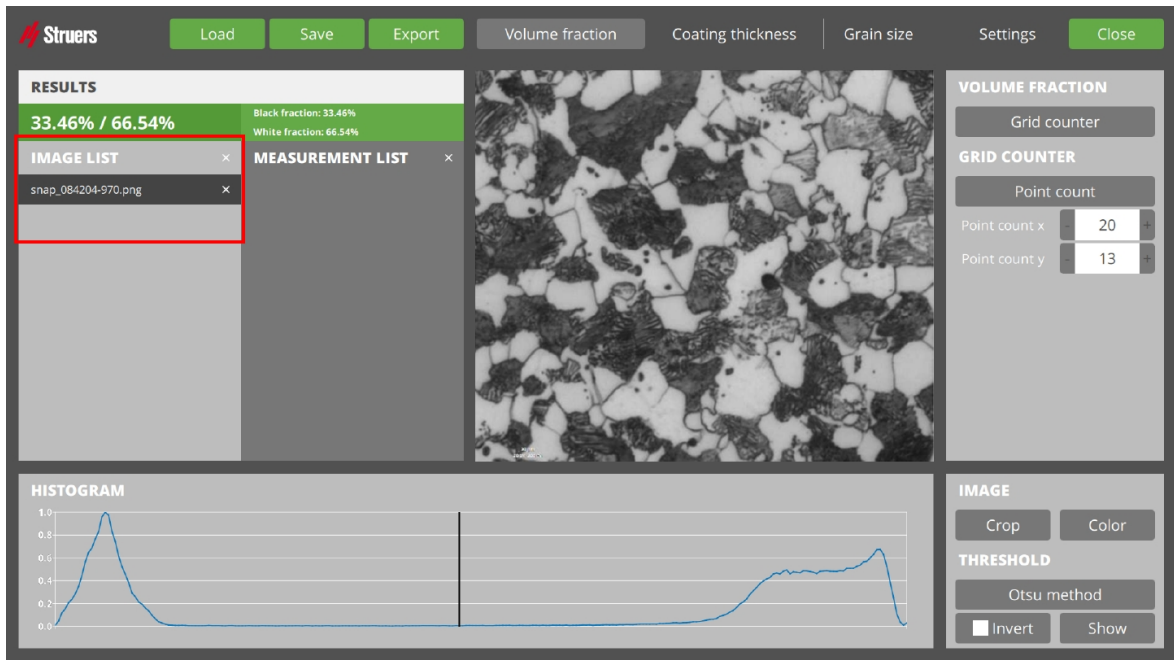 Struers
Load
Save
Export
Volume fraction
Coating thickness
Grain size
Settings
Close
RESULTS
33.46% / 66.54%
Black fraction: 33.46%
White fraction: 66.54%
IMAGE LIST ×
snap_084204-970.png ×
MEASUREMENT LIST ×
VOLUME FRACTION
Grid counter
GRID COUNTER
Point count
Point count x - 20 +
Point count y - 13 +
HISTOGRAM
1.0
0.8
0.6
0.4
0.2
0.0
IMAGE
Crop
Color
THRESHOLD
Otsu method
Invert
Show